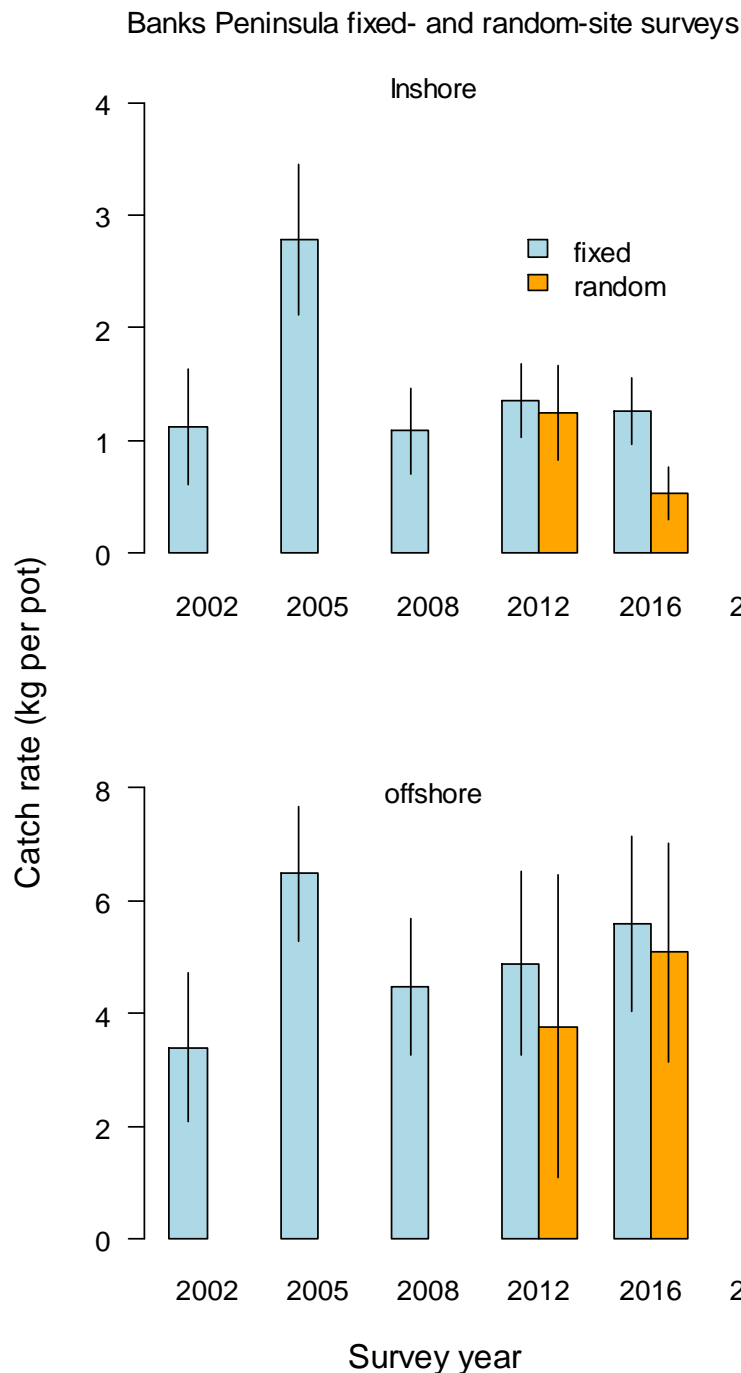 Banks Peninsula fixed- and random-site surveys
Inshore
4
3
2
1
0
fixed
random
2002 2005 2008 2012 2016 2
Catch rate (kg per pot)
offshore
8
6
4
2
0
2002 2005 2008 2012 2016 2
Survey year